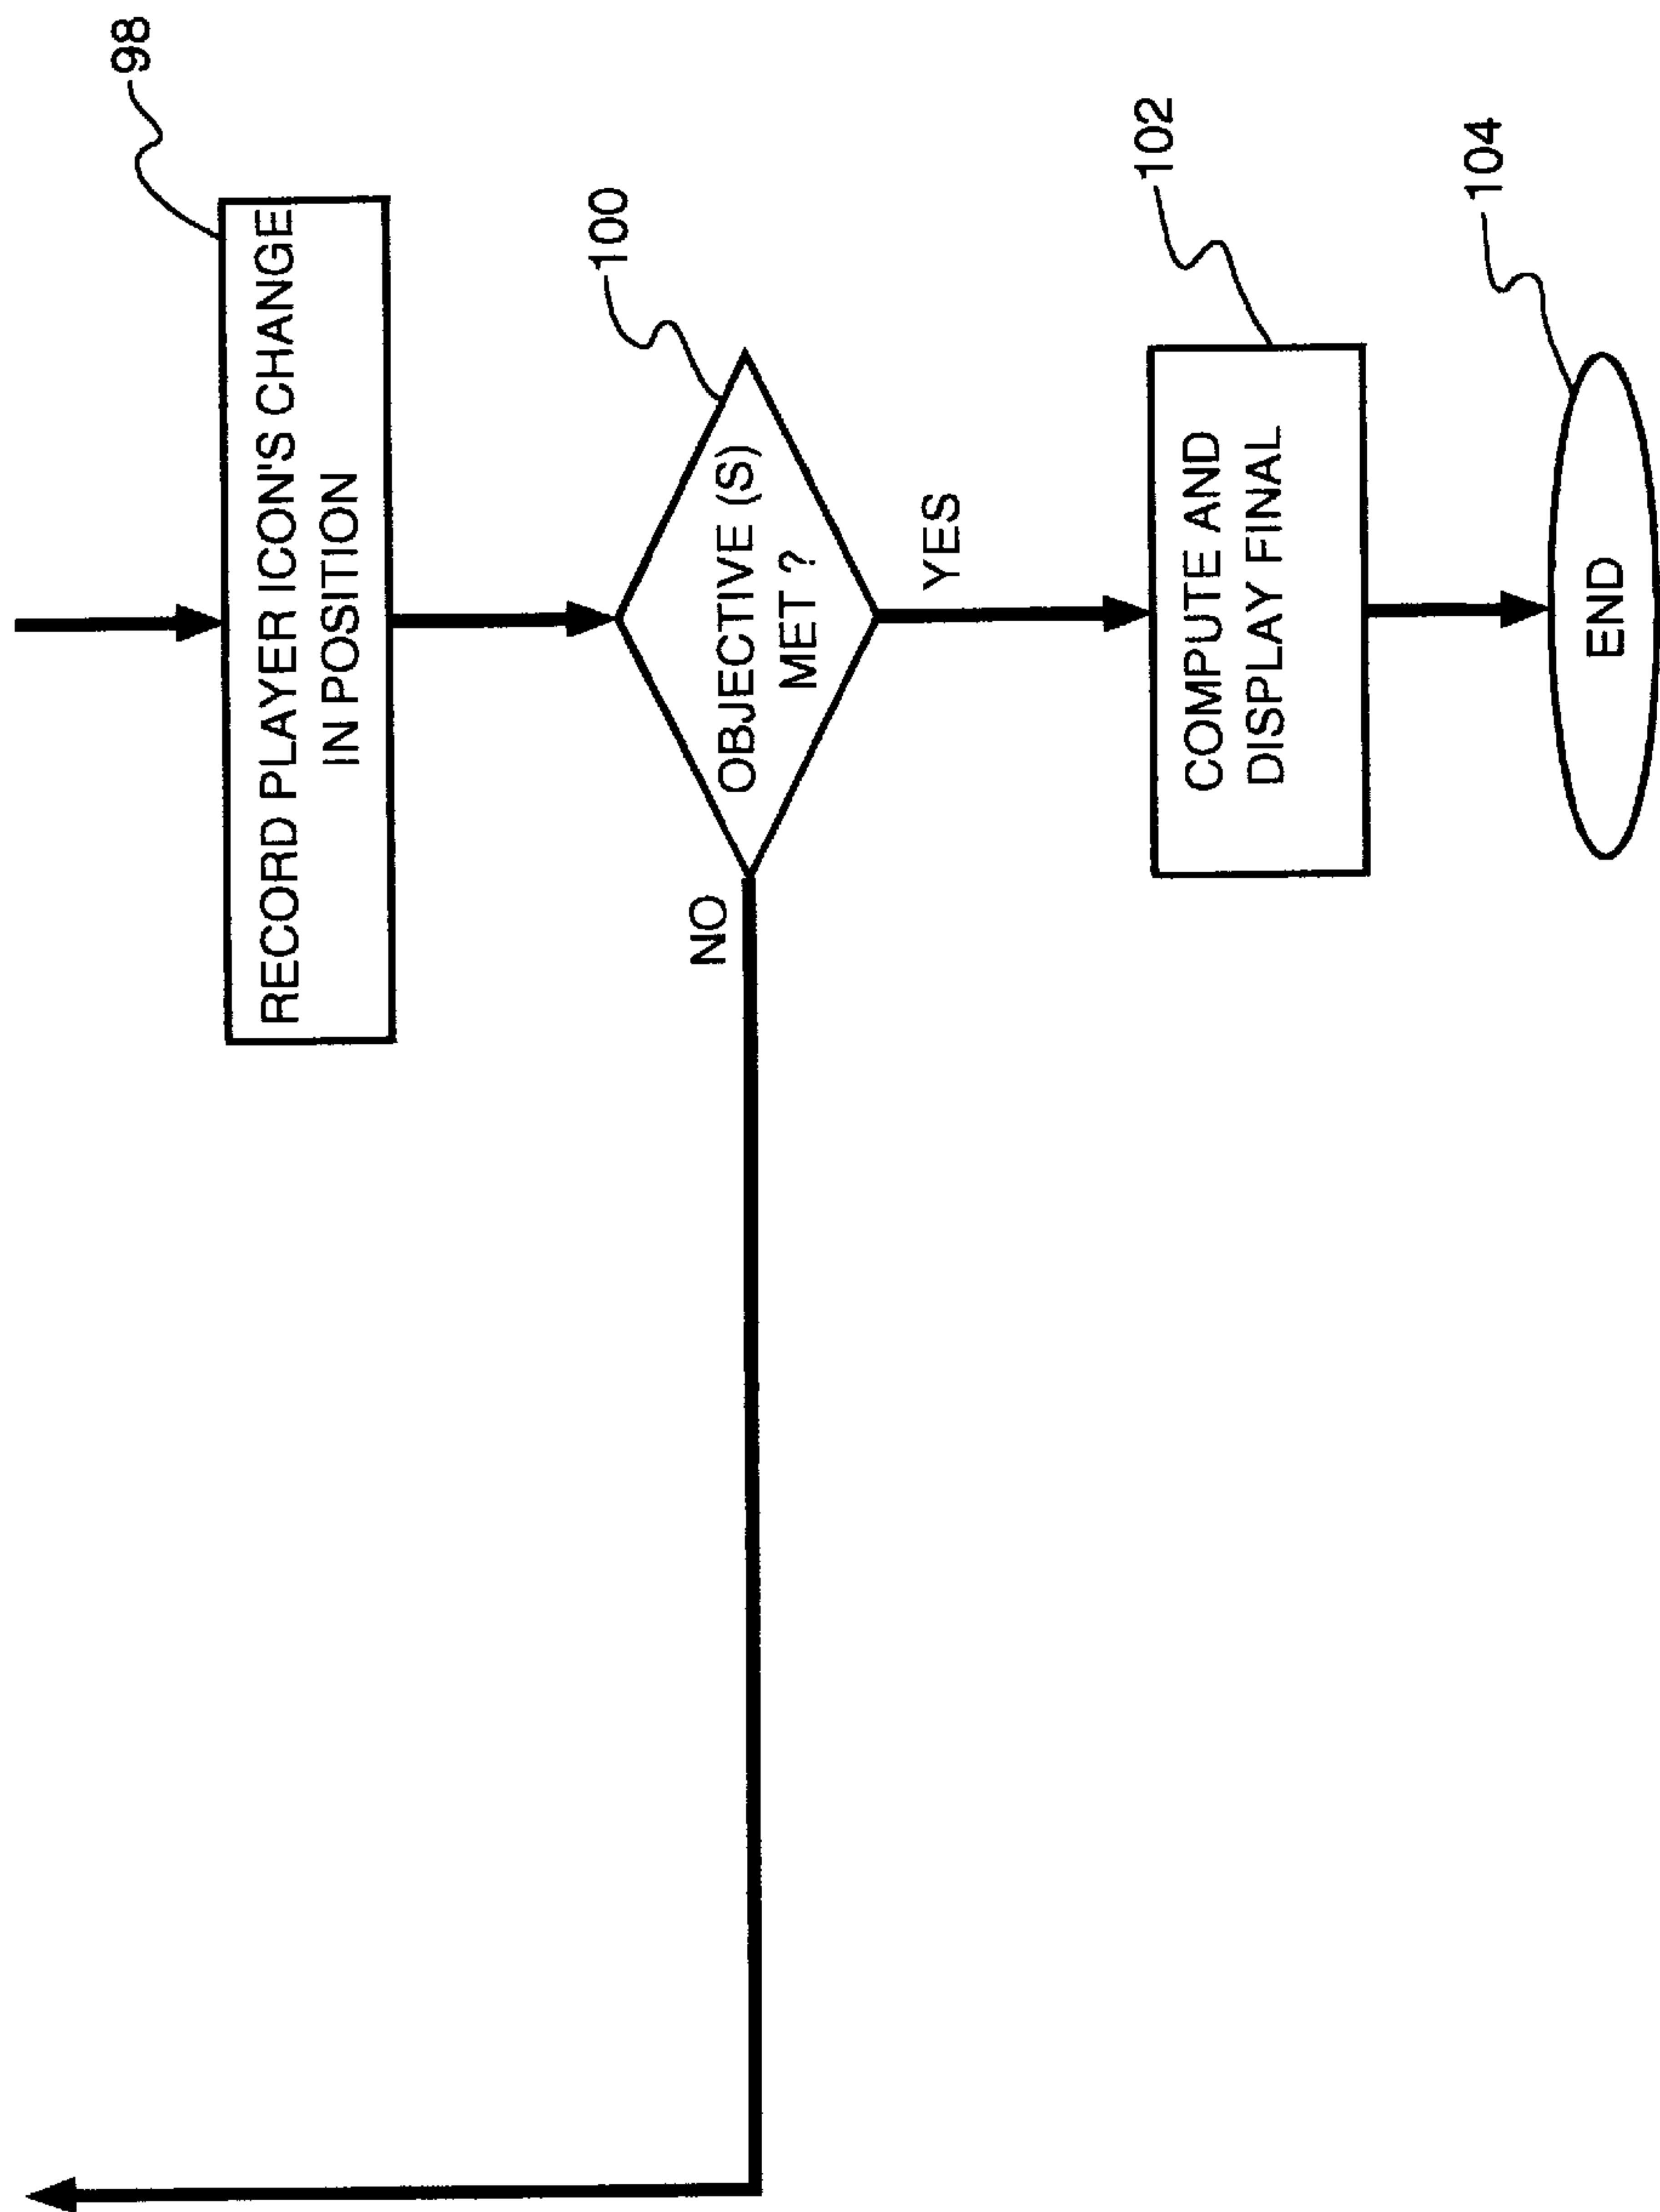 98
RECORD PLAYER ICON'S CHANGE
IN POSITION
100
OBJECTIVE (S)
MET ?
NO
YES
102
COMPUTE AND
DISPLAY FINAL
104
END